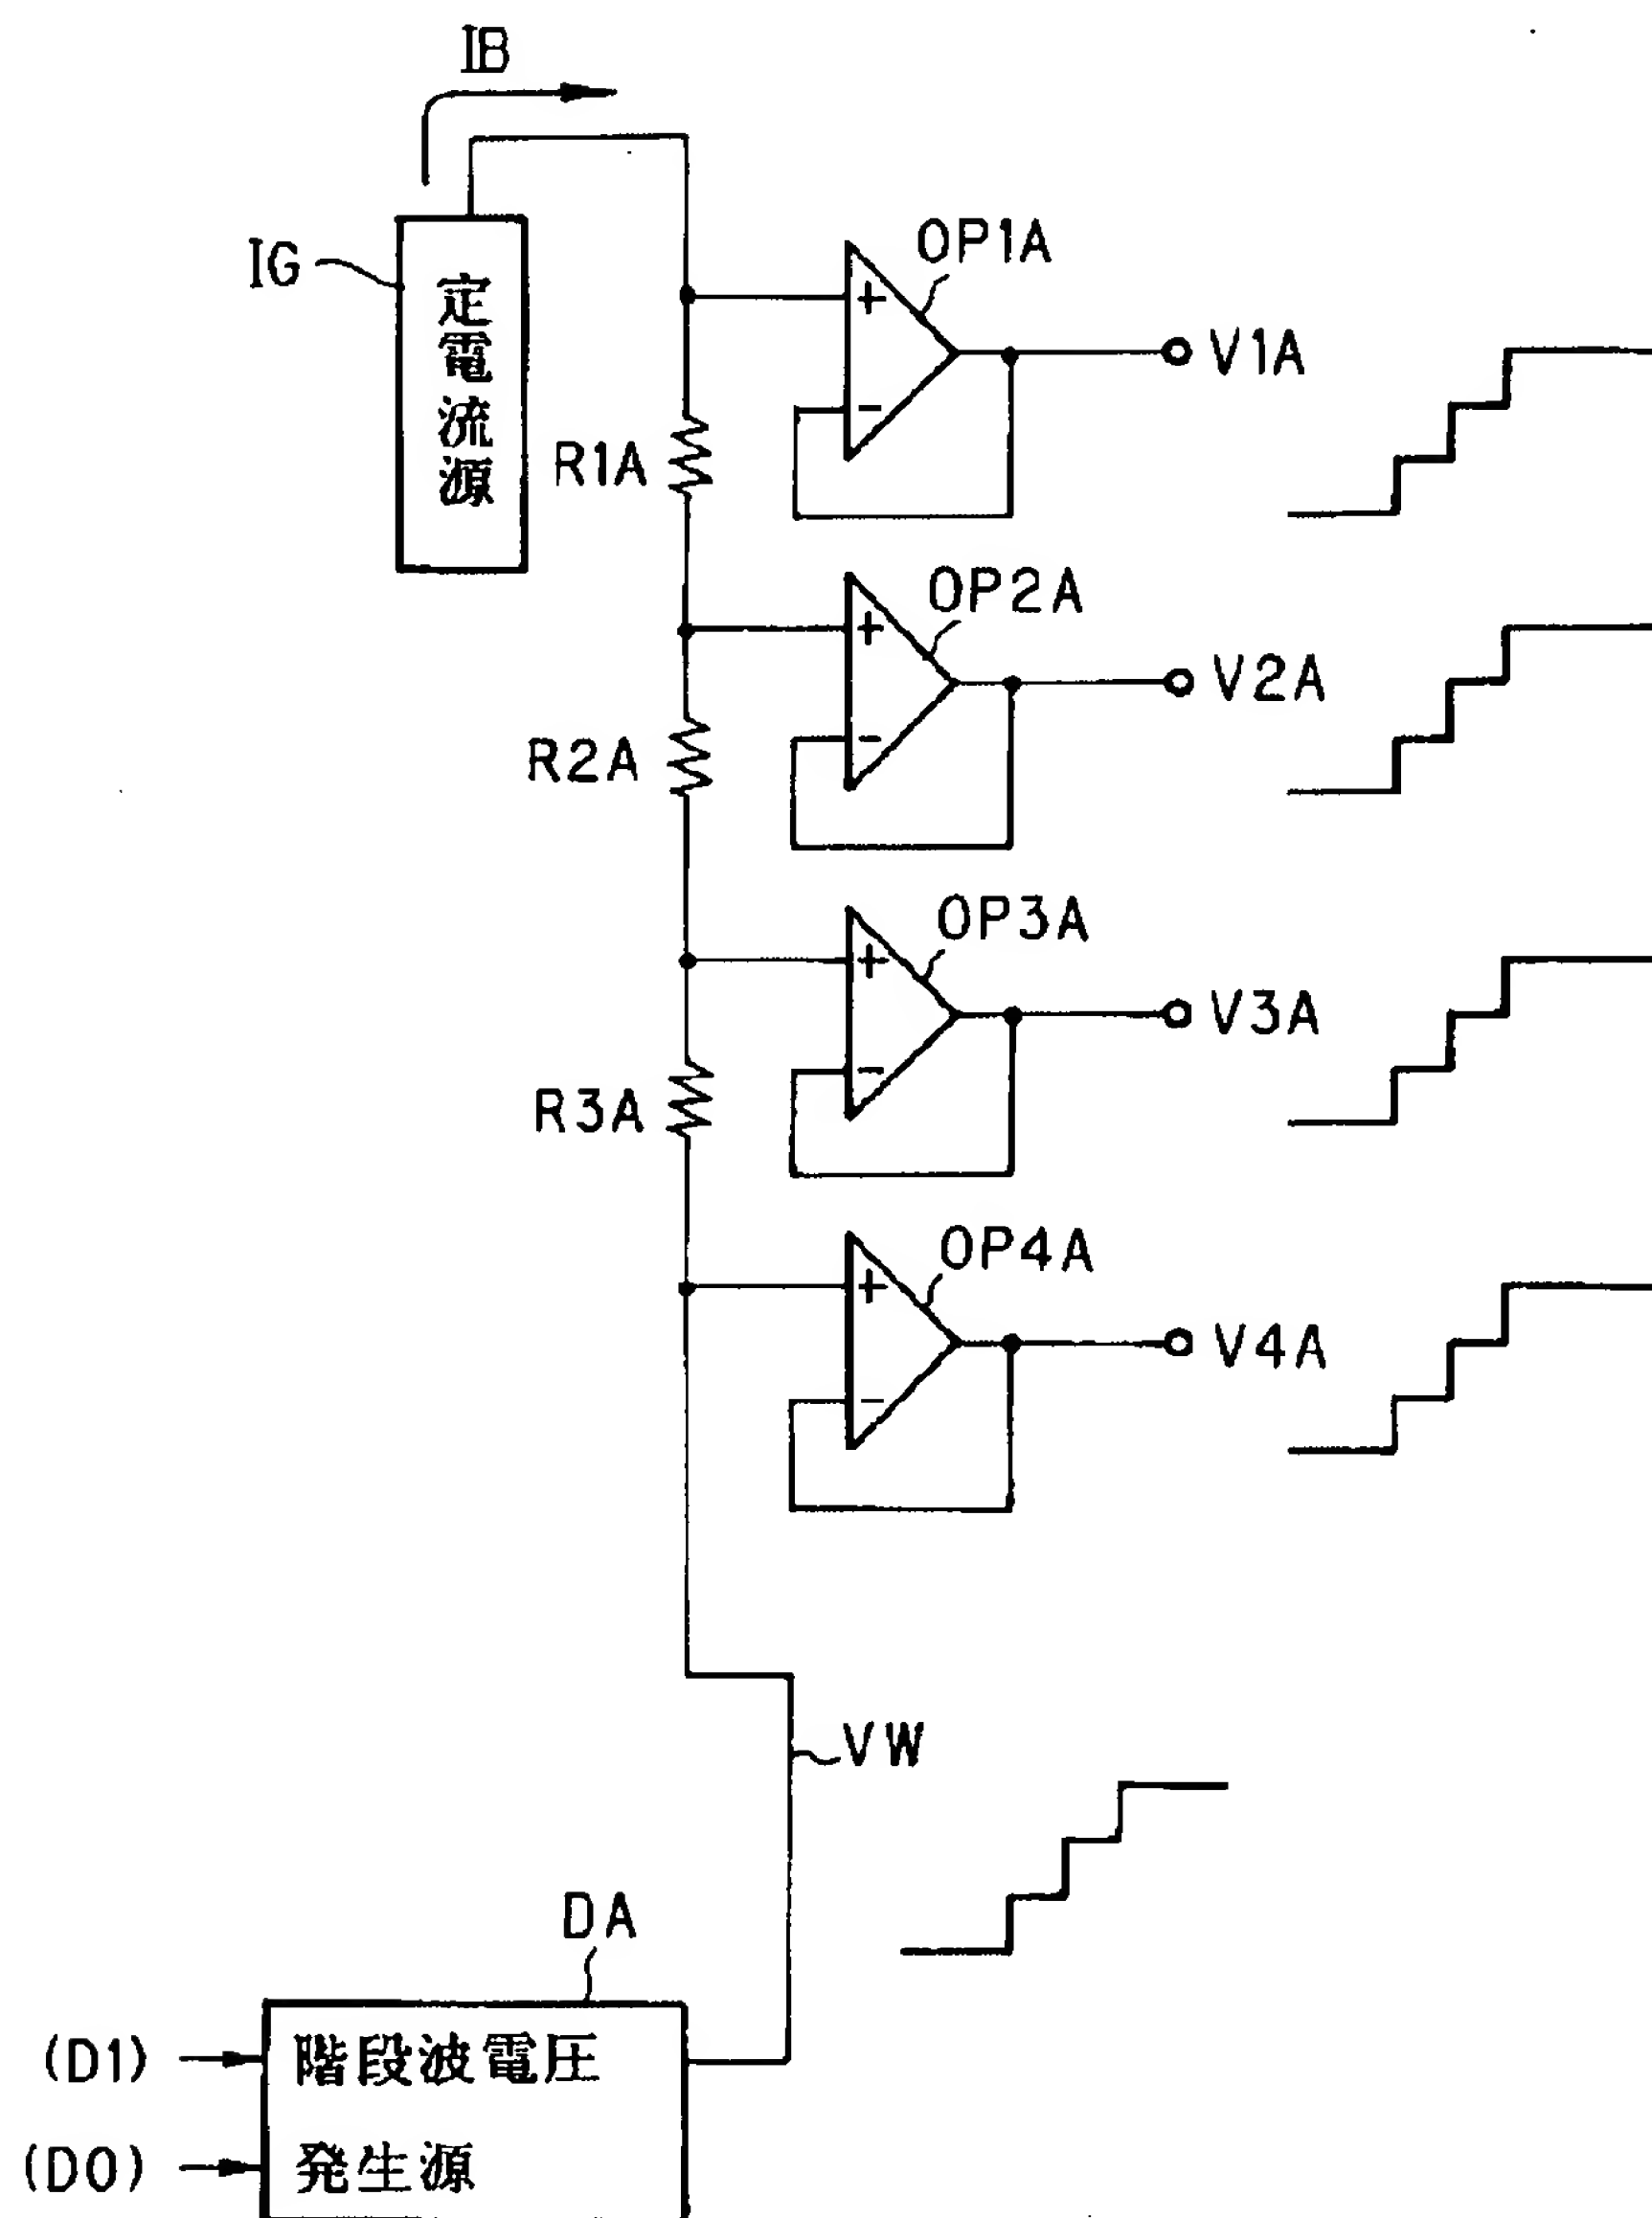 IB
IG
定電流源
OP1A
+
-
V1A
R1A
OP2A
+
-
V2A
R2A
OP3A
+
-
V3A
R3A
OP4A
+
-
V4A
VW
DA
(D1)
階段波電圧
(D0)
発生源